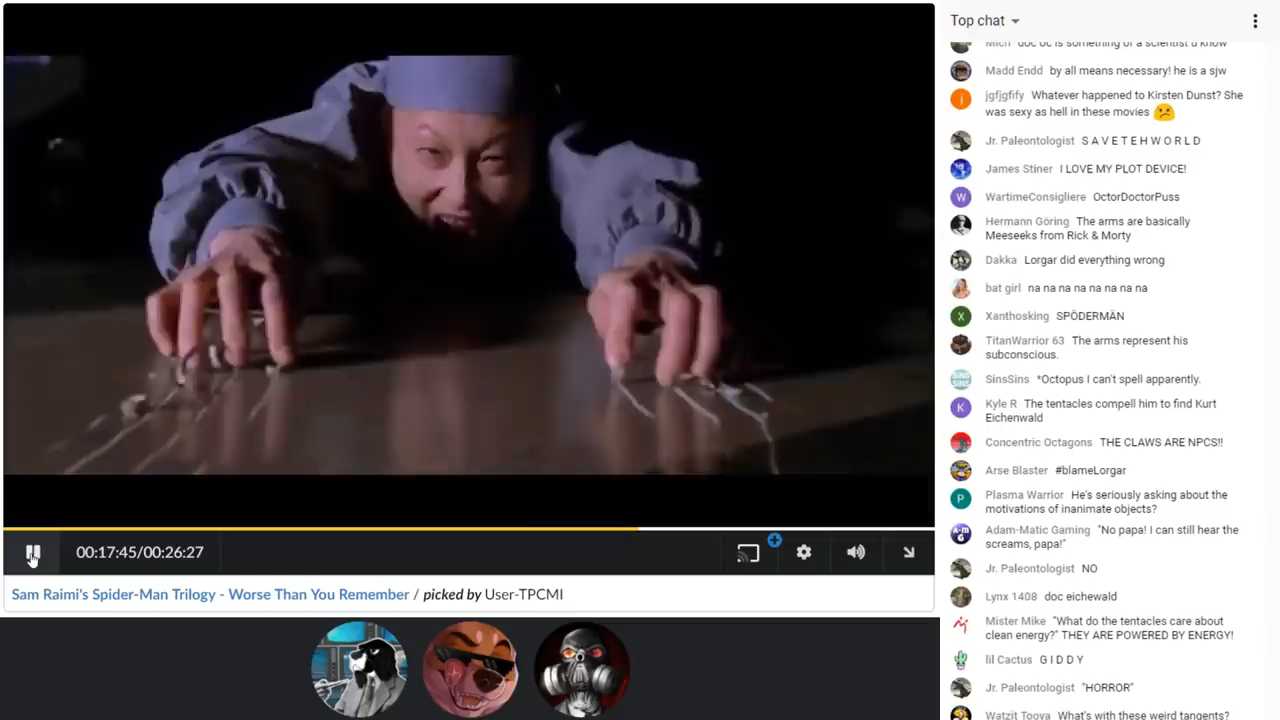 Top chat
Mich doc oc is something of a scientist u know
Madd Endd by all means necessary! he is a sjw
jgfjgfify Whatever happened to Kirsten Dunst? She
was sexy as hell in these movies
Jr. Paleontologist S A V E T E H W O R L D
James Stiner I LOVE MY PLOT DEVICE!
WartimeConsigliere OctorDoctorPuss
Hermann Göring The arms are basically
Meeseeks from Rick & Morty
Dakka Lorgar did everything wrong
bat girl na na na na na na na na
Xanthosking SPÖDERMÄN
TitanWarrior 63 The arms represent his
subconscious.
SinsSins *Octopus I can't spell apparently.
Kyle R The tentacles compell him to find Kurt
Eichenwald
Concentric Octagons THE CLAWS ARE NPCS!!
Arse Blaster #blameLorgar
Plasma Warrior He's seriously asking about the
motivations of inanimate objects?
Adam-Matic Gaming "No papa! I can still hear the
screams, papa!"
Jr. Paleontologist NO
Lynx 1408 doc eichewald
Mister Mike "What do the tentacles care about
clean energy?" THEY ARE POWERED BY ENERGY!
lil Cactus G I D D Y
Jr. Paleontologist "HORROR"
Watzit Tooya What's with these weird tangents?
00:17:45/00:26:27
Sam Raimi's Spider-Man Trilogy - Worse Than You Remember / picked by User-TPCMI